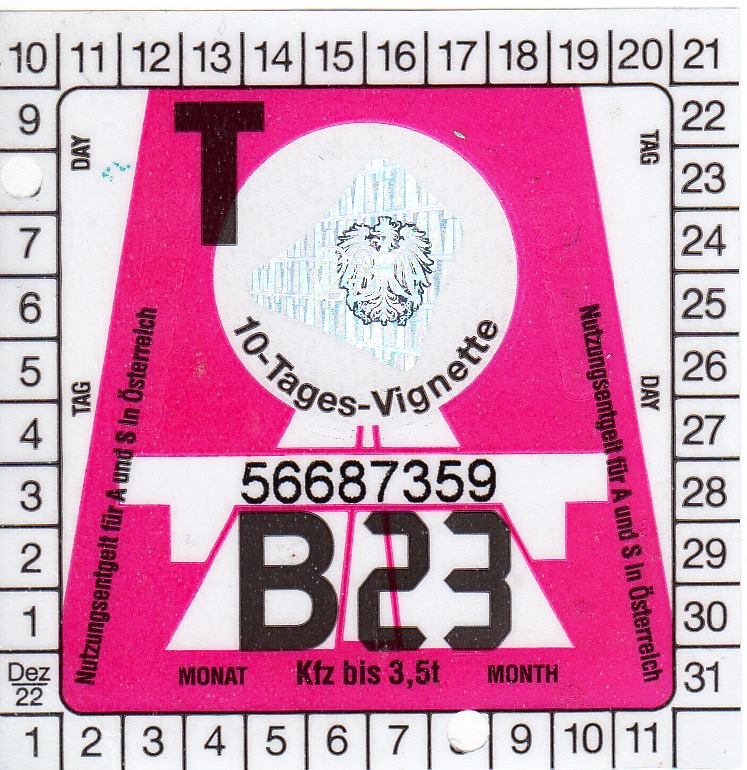 10 11 12 13 14 15 16 17 18 19 20 21
9
7
6
5
4
3
2
1
Dez
22
22
23
24
25
26
27
28
29
30
31
1 2 3 4 5 6 7 9 10 11
DAY
TAG
TAG
DAY
T
10-Tages-Vignette
Nutzungsentgelt für A und S in Österreich
Nutzungsentgelt für A und S in Österreich
56687359
B23
MONAT Kfz bis 3,5t MONTH